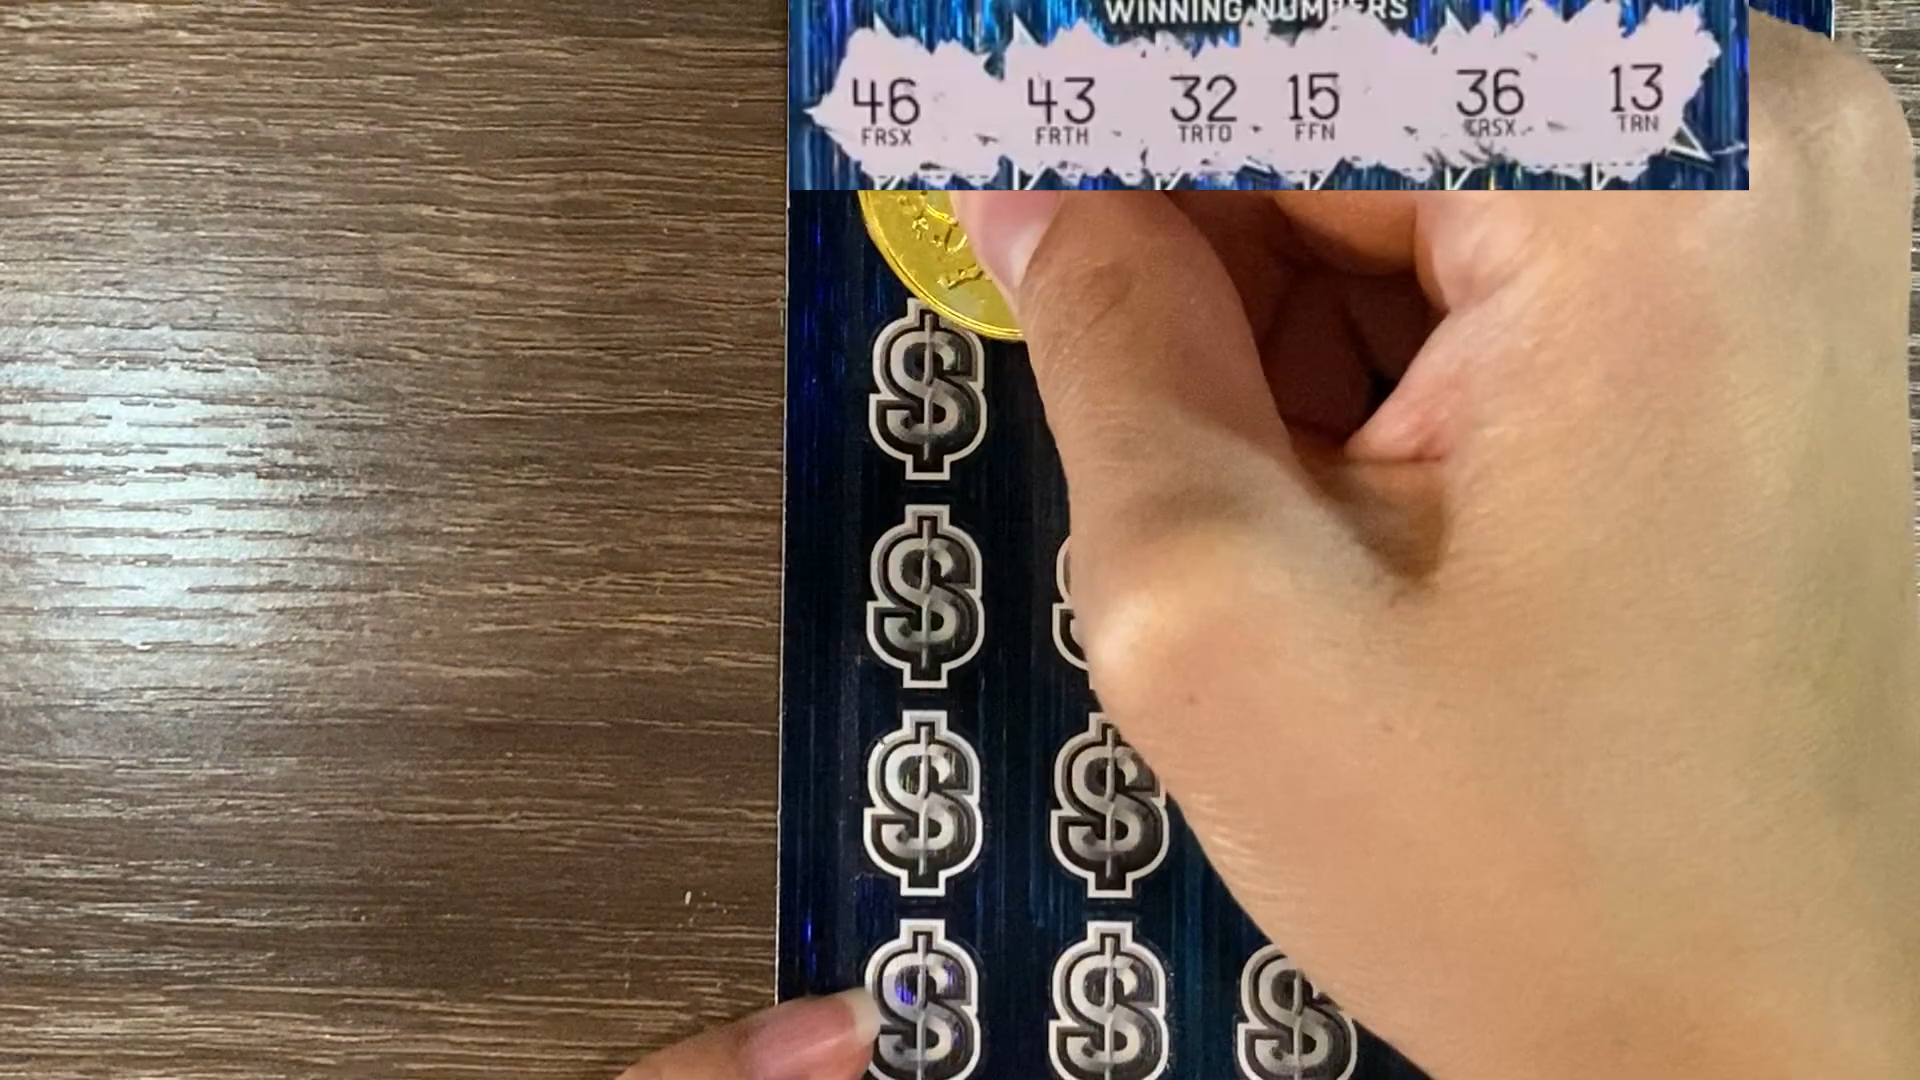 WINNING NUMBERS
46 43 32 15 36 13
FRSX FRTH TRTO FFN TRSX TRN
$
$ $
$ $
$ $ $